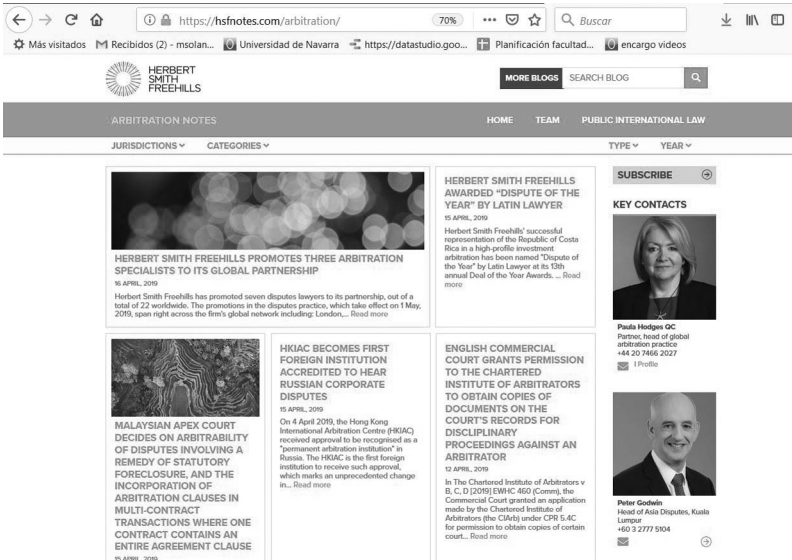 https://hsfnotes.com/arbitration/
70%
Buscar
Más visitados
Recibidos (2) - msolan...
Universidad de Navarra
https://datastudio.goo...
Planificación facultad...
encargo videos
HERBERT
SMITH
FREEHILLS
MORE BLOGS
SEARCH BLOG
ARBITRATION NOTES
HOME
TEAM
PUBLIC INTERNATIONAL LAW
JURISDICTIONS
CATEGORIES
TYPE
YEAR
HERBERT SMITH FREEHILLS PROMOTES THREE ARBITRATION
SPECIALISTS TO ITS GLOBAL PARTNERSHIP
16 APRIL, 2019
Herbert Smith Freehills has promoted seven disputes lawyers to its partnership, out of a
total of 22 worldwide. The promotions in the disputes practice, which take effect on 1 May,
2019, span right across the firm's global network including: London,... Read more
HERBERT SMITH FREEHILLS
AWARDED "DISPUTE OF THE
YEAR" BY LATIN LAWYER
15 APRIL, 2019
Herbert Smith Freehills' successful
representation of the Republic of Costa
Rica in a high-profile investment
arbitration has been named "Dispute of
the Year" by Latin Lawyer at its 13th
annual Deal of the Year Awards. ... Read
more
SUBSCRIBE
KEY CONTACTS
Paula Hodges QC
Partner, head of global
arbitration practice
+44 20 7466 2027
| Profile
MALAYSIAN APEX COURT
DECIDES ON ARBITRABILITY
OF DISPUTES INVOLVING A
REMEDY OF STATUTORY
FORECLOSURE, AND THE
INCORPORATION OF
ARBITRATION CLAUSES IN
MULTI-CONTRACT
TRANSACTIONS WHERE ONE
CONTRACT CONTAINS AN
ENTIRE AGREEMENT CLAUSE
15 APRIL, 2019
HKIAC BECOMES FIRST
FOREIGN INSTITUTION
ACCREDITED TO HEAR
RUSSIAN CORPORATE
DISPUTES
15 APRIL, 2019
On 4 April 2019, the Hong Kong
International Arbitration Centre (HKIAC)
received approval to be recognised as a
"permanent arbitration institution" in
Russia. The HKIAC is the first foreign
institution to receive such approval,
which marks an unprecedented change
in... Read more
ENGLISH COMMERCIAL
COURT GRANTS PERMISSION
TO THE CHARTERED
INSTITUTE OF ARBITRATORS
TO OBTAIN COPIES OF
DOCUMENTS ON THE
COURT'S RECORDS FOR
DISCLIPLINARY
PROCEEDINGS AGAINST AN
ARBITRATOR
12 APRIL, 2019
In The Chartered Institute of Arbitrators v
B, C, D [2019] EWHC 460 (Comm), the
Commercial Court granted an application
made by the Chartered Institute of
Arbitrators (the CIArb) under CPR 5.4C
for permission to obtain copies of certain
court... Read more
Peter Godwin
Head of Asia Disputes, Kuala
Lumpur
+60 3 2777 5104